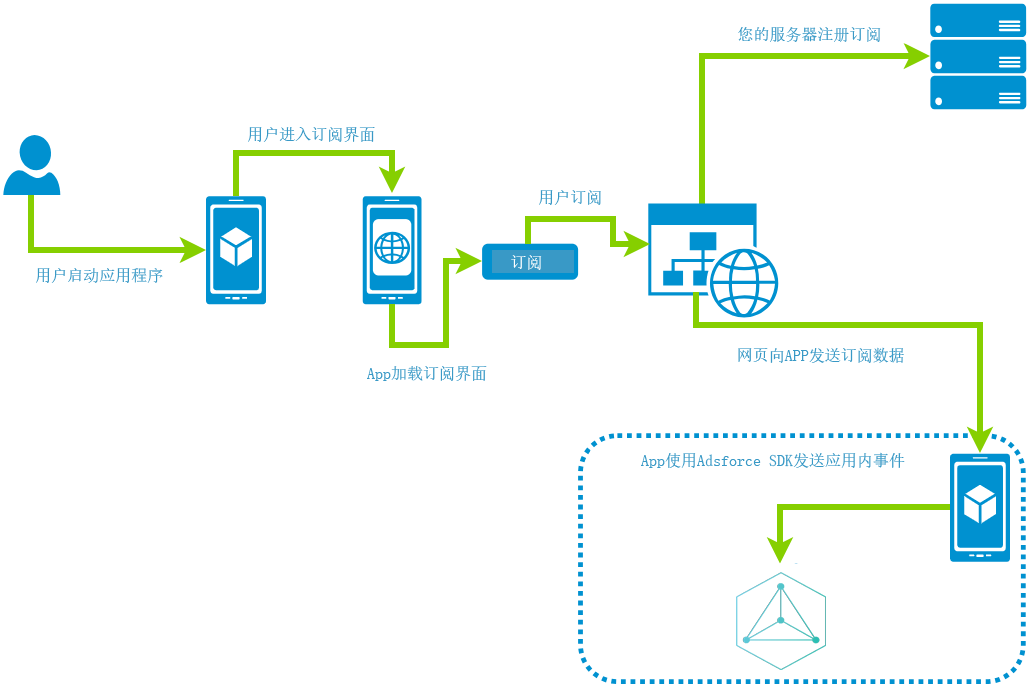 您的服务器注册订阅
用户进入订阅界面
用户订阅
订阅
用户启动应用程序
网页向APP发送订阅数据
App加载订阅界面
App使用Adsforce SDK发送应用内事件